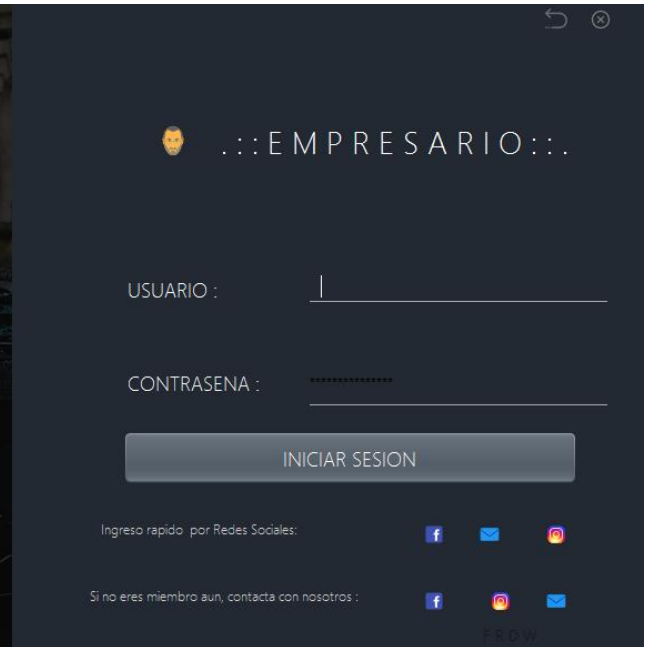 .::EMPRESARIO::.
USUARIO :
CONTRASENA :
***************
INICIAR SESION
Ingreso rapido por Redes Sociales:
Si no eres miembro aun, contacta con nosotros :
FRDW